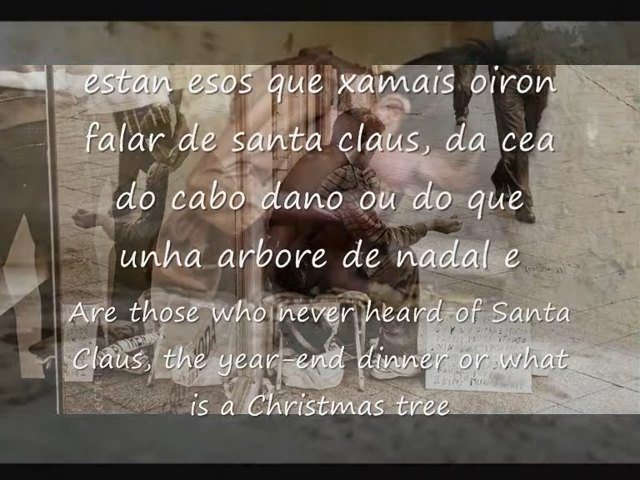 estan esos que xamais oiron
falar de santa claus, da cea
do cabo dano ou do que
unha arbore de nadal e
Are those who never heard of Santa
Claus, the year-end dinner or what
is a Christmas tree